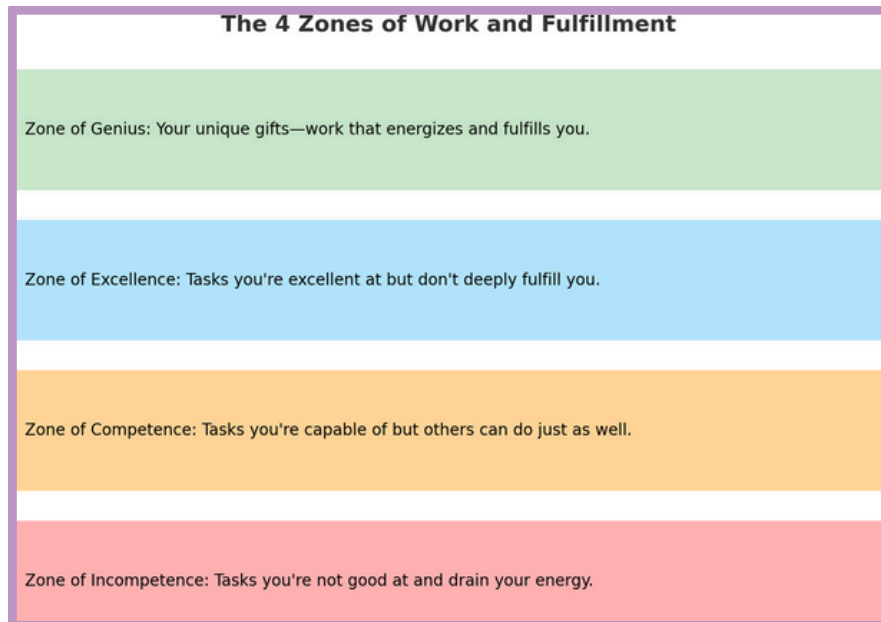 The 4 Zones of Work and Fulfillment
Zone of Genius: Your unique gifts—work that energizes and fulfills you.
Zone of Excellence: Tasks you're excellent at but don't deeply fulfill you.
Zone of Competence: Tasks you're capable of but others can do just as well.
Zone of Incompetence: Tasks you're not good at and drain your energy.